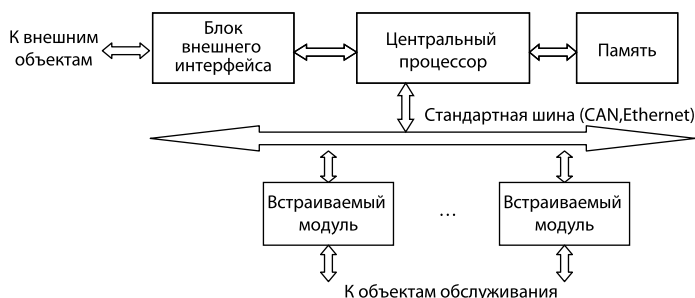 К внешним
объектам
Блок
внешнего
интерфейса
Центральный
процессор
Память
Стандартная шина (CAN,Ethernet)
Встраиваемый
модуль
...
Встраиваемый
модуль
К объектам обслуживания